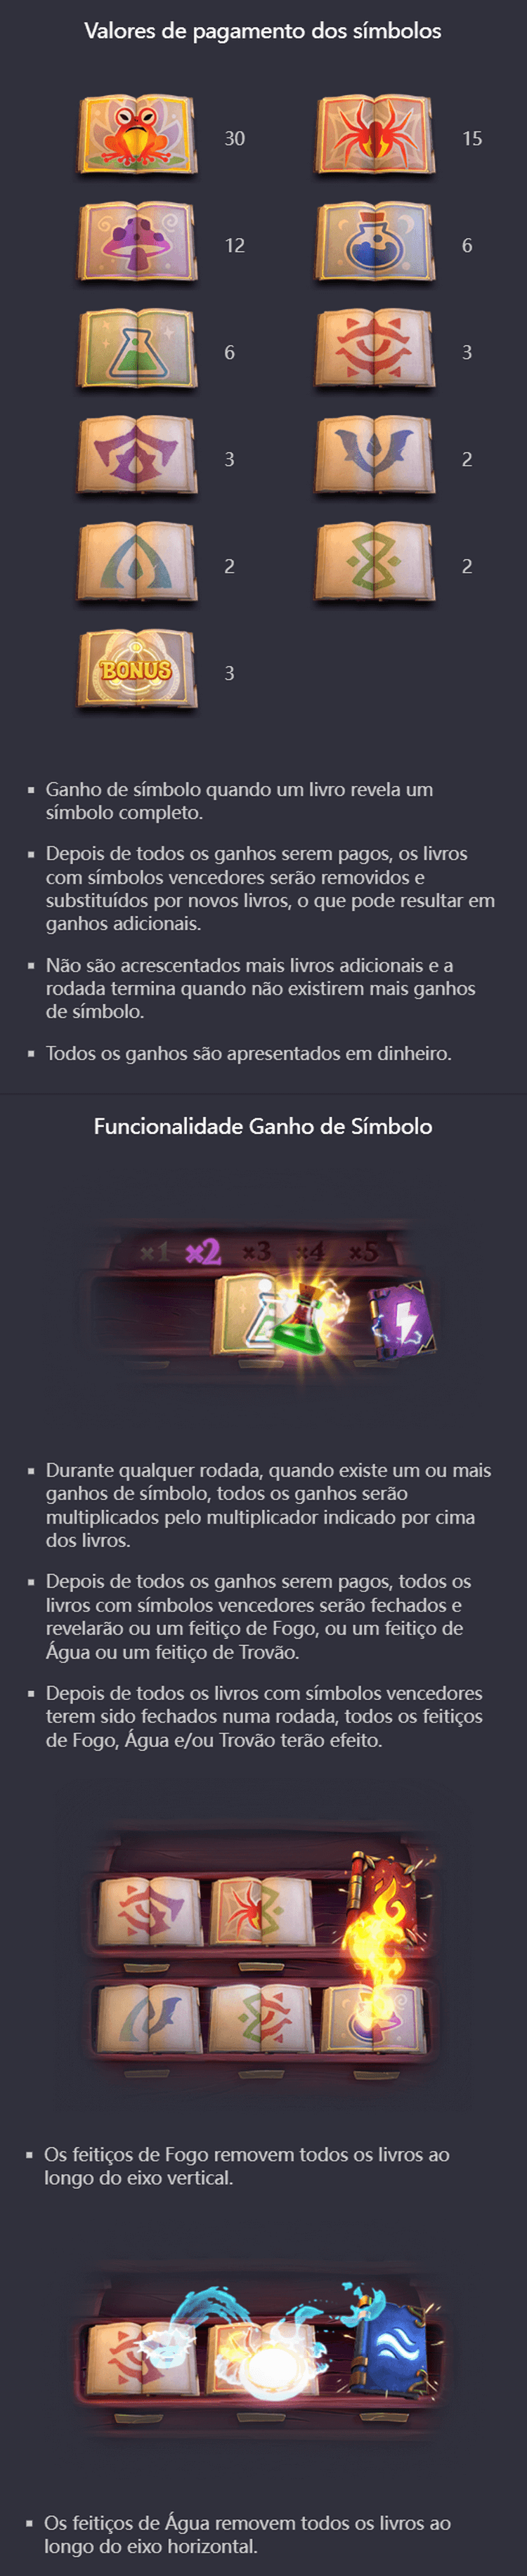 Valores de pagamento dos símbolos
30
15
12
6
6
3
3
2
2
2
BONUS
3
Ganho de símbolo quando um livro revela um
símbolo completo.
Depois de todos os ganhos serem pagos, os livros
com símbolos vencedores serão removidos e
substituídos por novos livros, o que pode resultar em
ganhos adicionais.
Não são acrescentados mais livros adicionais e a
rodada termina quando não existirem mais ganhos
de símbolo.
Todos os ganhos são apresentados em dinheiro.
Funcionalidade Ganho de Símbolo
x1 x2 x3 x4 x5
Durante qualquer rodada, quando existe um ou mais
ganhos de símbolo, todos os ganhos serão
multiplicados pelo multiplicador indicado por cima
dos livros.
Depois de todos os ganhos serem pagos, todos os
livros com símbolos vencedores serão fechados e
revelarão ou um feitiço de Fogo, ou um feitiço de
Água ou um feitiço de Trovão.
Depois de todos os livros com símbolos vencedores
terem sido fechados numa rodada, todos os feitiços
de Fogo, Água e/ou Trovão terão efeito.
Os feitiços de Fogo removem todos os livros ao
longo do eixo vertical.
Os feitiços de Água removem todos os livros ao
longo do eixo horizontal.